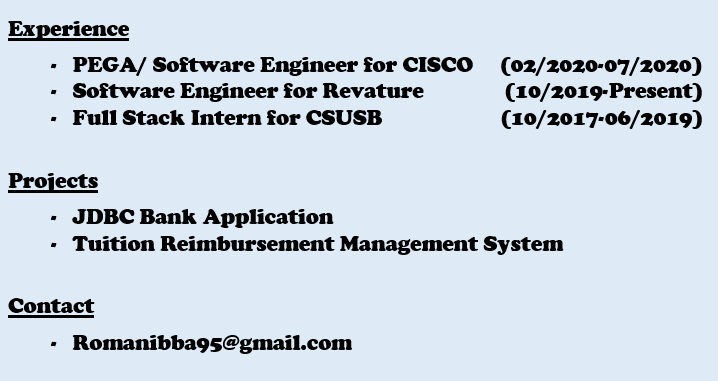 Experience
- PEGA/ Software Engineer for CISCO (02/2020-07/2020)
- Software Engineer for Revature (10/2019-Present)
- Full Stack Intern for CSUSB (10/2017-06/2019)
Projects
- JDBC Bank Application
- Tuition Reimbursement Management System
Contact
- Romanibba95@gmail.com